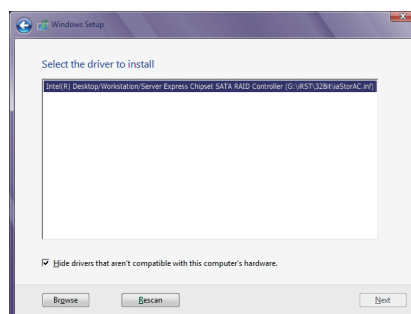 Windows Setup
Select the driver to install
Intel(R) Desktop/Workstation/Server Express Chipset SATA RAID Controller (G:\iRST\32Bit\iaStorAC.inf)
Hide drivers that aren't compatible with this computer's hardware.
Browse
Rescan
Next